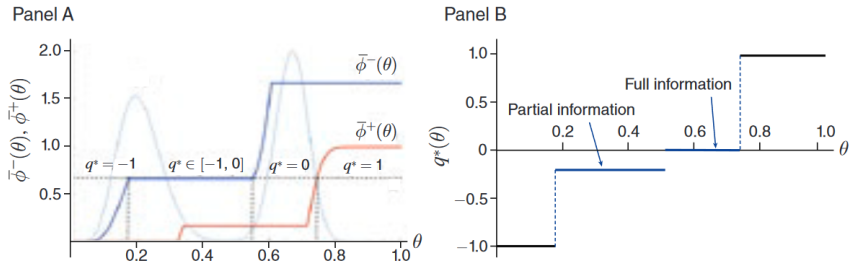 Panel A
ϕ̄⁻(θ), ϕ̄⁺(θ)
2.0
1.5
1.0
0.5
ϕ̄⁻(θ)
ϕ̄⁺(θ)
q* = −1
q* ∈ [−1, 0]
q* = 0
q* = 1
0.2
0.4
0.6
0.8
1.0
θ
Panel B
q*(θ)
1.0
0.5
0
−0.5
−1.0
Full information
Partial information
0.2
0.4
0.6
0.8
1.0
θ